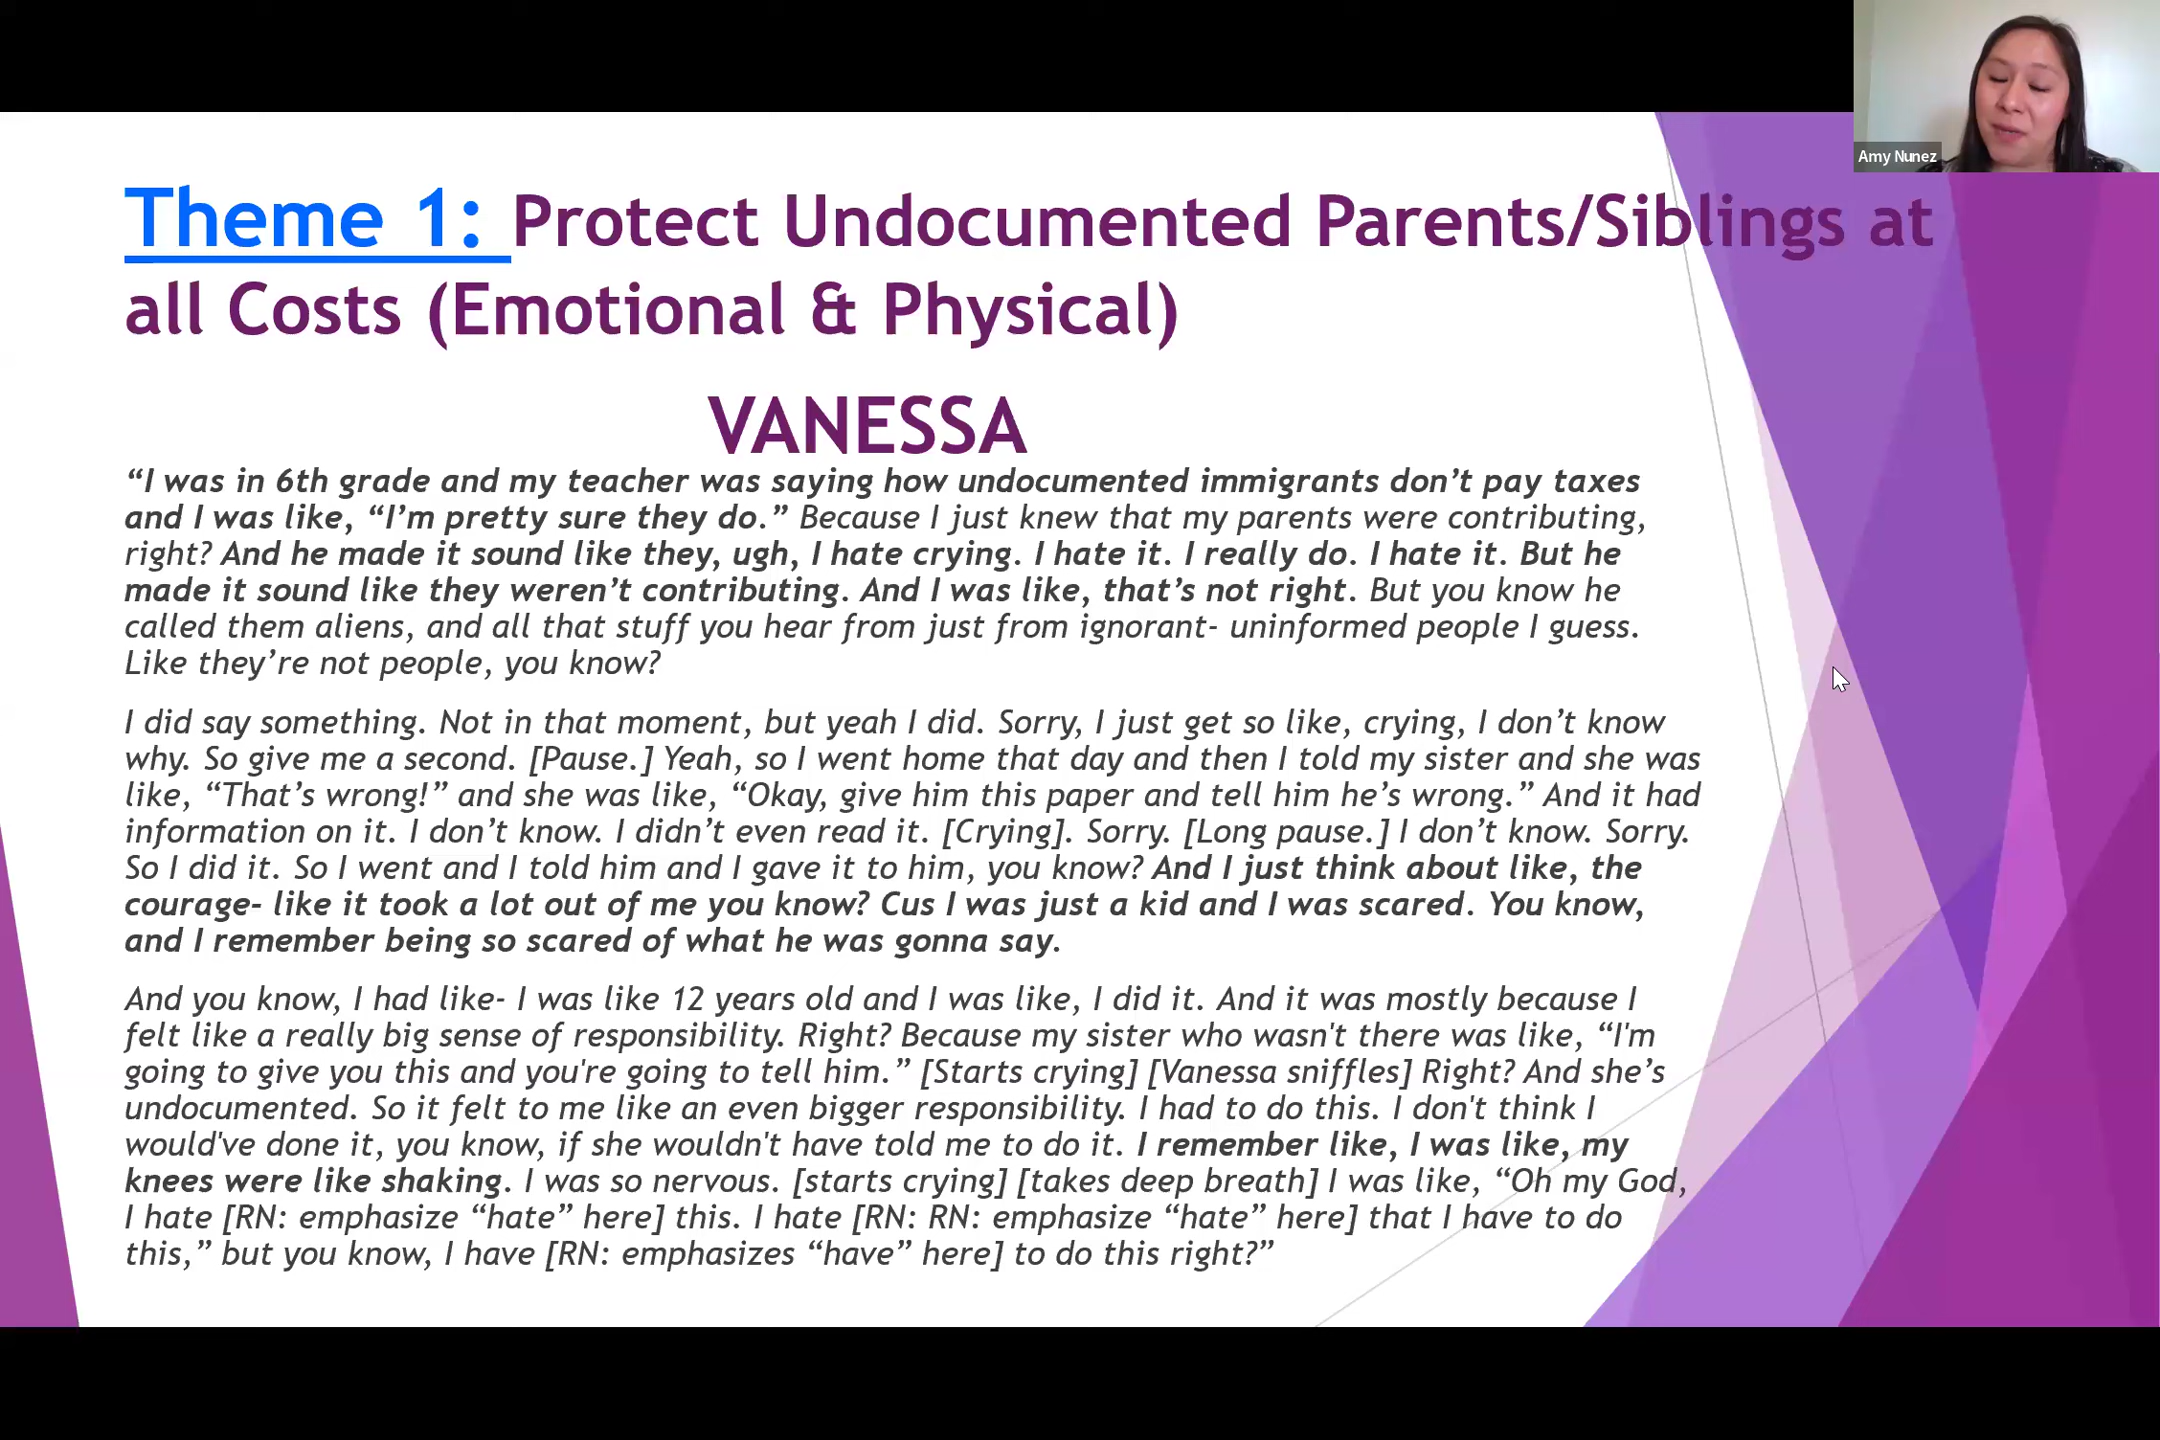 Amy Nunez
Theme 1: Protect Undocumented Parents/Siblings at
all Costs (Emotional & Physical)
VANESSA
“I was in 6th grade and my teacher was saying how undocumented immigrants don’t pay taxes
and I was like, “I’m pretty sure they do.” Because I just knew that my parents were contributing,
right? And he made it sound like they, ugh, I hate crying. I hate it. I really do. I hate it. But he
made it sound like they weren’t contributing. And I was like, that’s not right. But you know he
called them aliens, and all that stuff you hear from just from ignorant- uninformed people I guess.
Like they’re not people, you know?
I did say something. Not in that moment, but yeah I did. Sorry, I just get so like, crying, I don’t know
why. So give me a second. [Pause.] Yeah, so I went home that day and then I told my sister and she was
like, “That’s wrong!” and she was like, “Okay, give him this paper and tell him he’s wrong.” And it had
information on it. I don’t know. I didn’t even read it. [Crying]. Sorry. [Long pause.] I don’t know. Sorry.
So I did it. So I went and I told him and I gave it to him, you know? And I just think about like, the
courage- like it took a lot out of me you know? Cus I was just a kid and I was scared. You know,
and I remember being so scared of what he was gonna say.
And you know, I had like- I was like 12 years old and I was like, I did it. And it was mostly because I
felt like a really big sense of responsibility. Right? Because my sister who wasn't there was like, “I'm
going to give you this and you're going to tell him.” [Starts crying] [Vanessa sniffles] Right? And she’s
undocumented. So it felt to me like an even bigger responsibility. I had to do this. I don't think I
would've done it, you know, if she wouldn't have told me to do it. I remember like, I was like, my
knees were like shaking. I was so nervous. [starts crying] [takes deep breath] I was like, “Oh my God,
I hate [RN: emphasize “hate” here] this. I hate [RN: RN: emphasize “hate” here] that I have to do
this,” but you know, I have [RN: emphasizes “have” here] to do this right?”